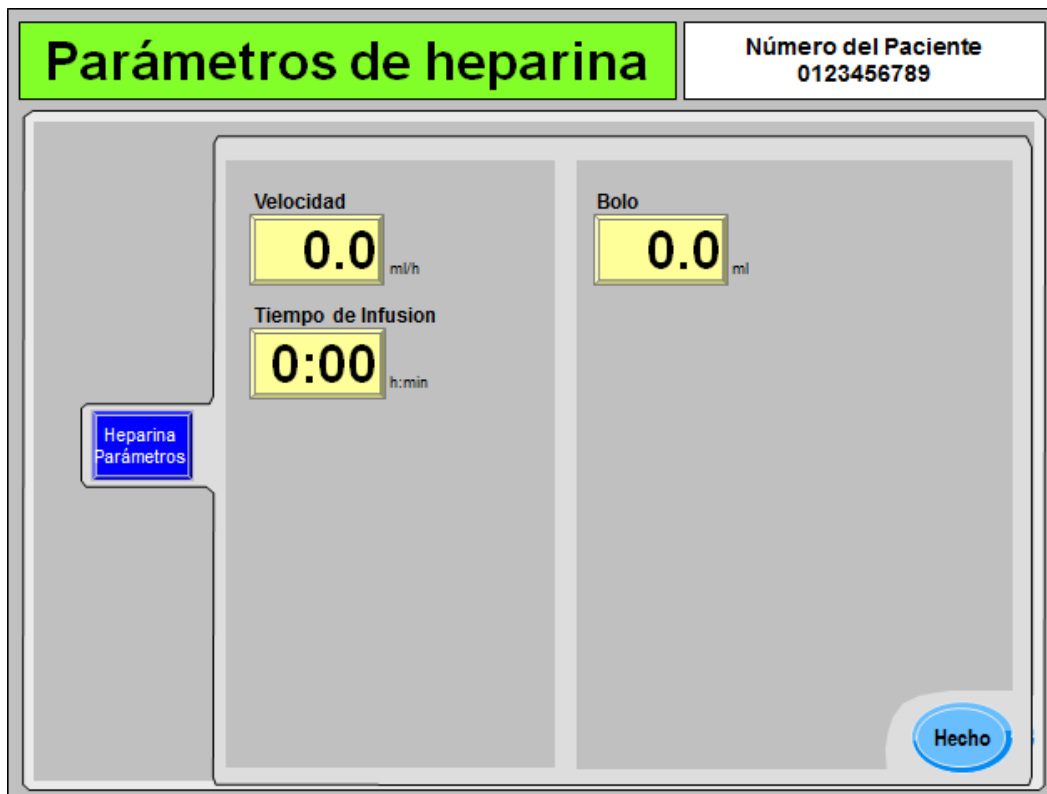 Parámetros de heparina
Número del Paciente
0123456789
Velocidad
0.0 ml/h
Tiempo de Infusion
0:00 h:min
Bolo
0.0 ml
Heparina
Parámetros
Hecho